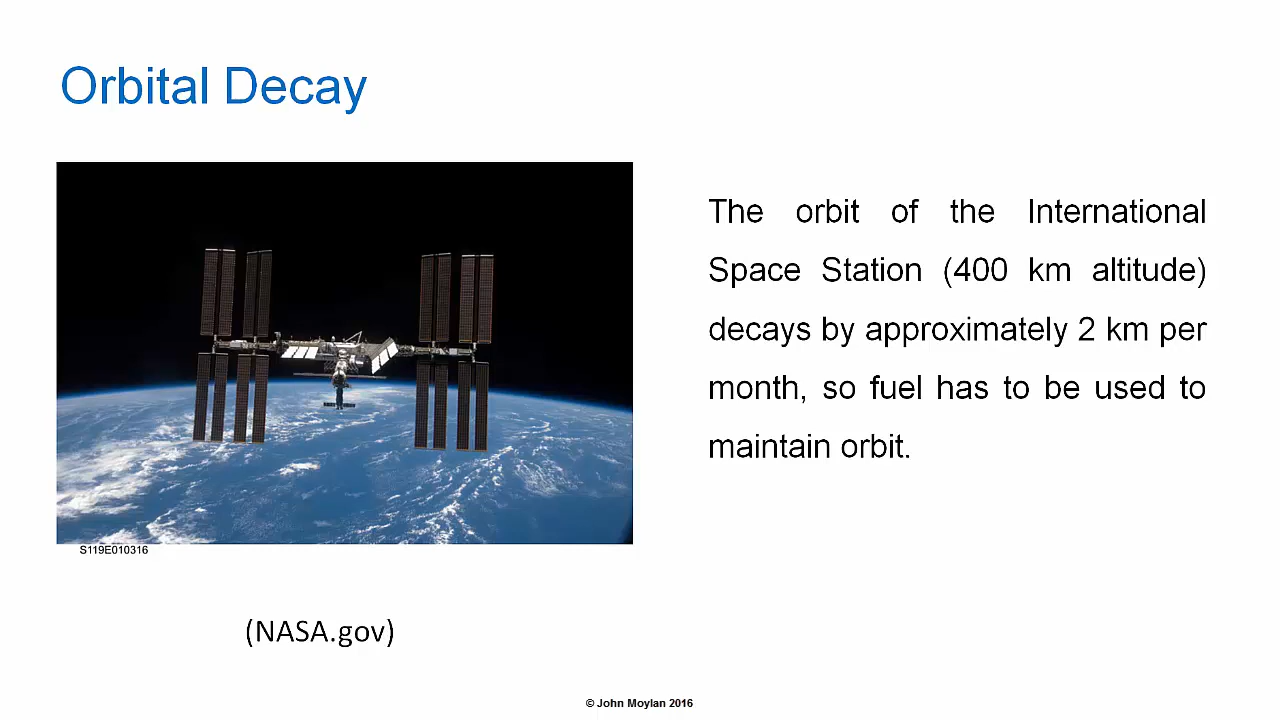 Orbital Decay
The orbit of the International
Space Station (400 km altitude)
decays by approximately 2 km per
month, so fuel has to be used to
maintain orbit.
S119E010316
(NASA.gov)
© John Moylan 2016